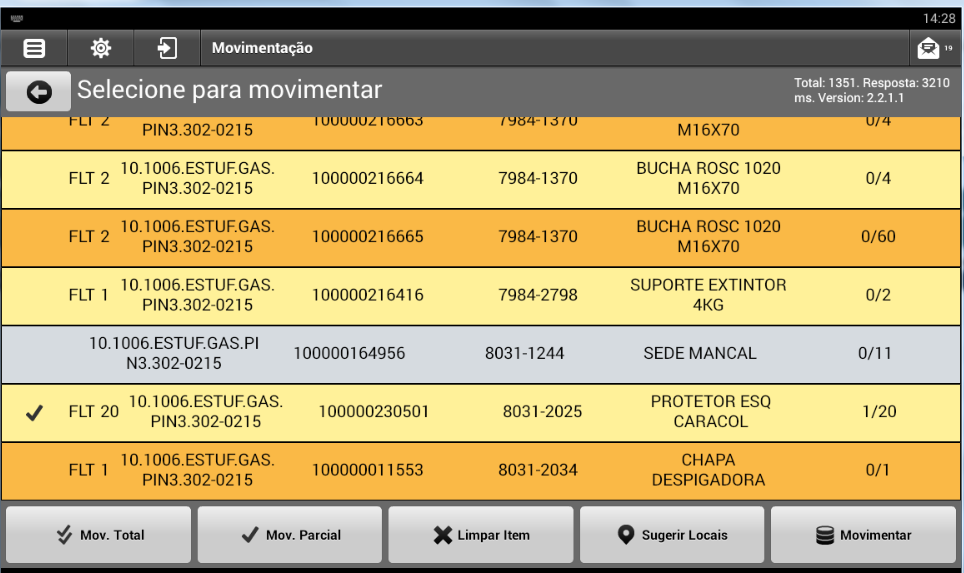 14:28
Movimentação
19
Selecione para movimentar
Total: 1351. Resposta: 3210
ms. Version: 2.2.1.1
FLT 2 PIN3.302-0215 100000216663 7984-1370 M16X70 0/4
10.1006.ESTUF.GAS. BUCHA ROSC 1020
FLT 2 100000216664 7984-1370 0/4
PIN3.302-0215 M16X70
10.1006.ESTUF.GAS. BUCHA ROSC 1020
FLT 2 100000216665 7984-1370 0/60
PIN3.302-0215 M16X70
10.1006.ESTUF.GAS. SUPORTE EXTINTOR
FLT 1 100000216416 7984-2798 0/2
PIN3.302-0215 4KG
10.1006.ESTUF.GAS.PI
100000164956 8031-1244 SEDE MANCAL 0/11
N3.302-0215
10.1006.ESTUF.GAS. PROTETOR ESQ
FLT 20 100000230501 8031-2025 1/20
PIN3.302-0215 CARACOL
10.1006.ESTUF.GAS. CHAPA
FLT 1 100000011553 8031-2034 0/1
PIN3.302-0215 DESPIGADORA
Mov. Total Mov. Parcial Limpar Item Sugerir Locais Movimentar